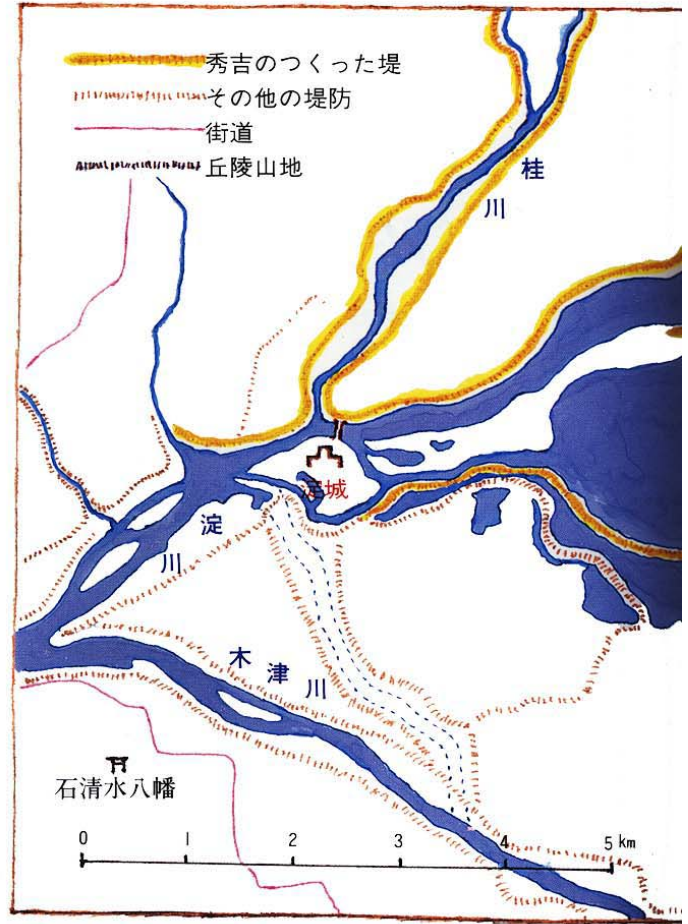 秀吉のつくった堤
その他の堤防
街道
丘陵山地
桂川
淀城
淀川
木津川
石清水八幡
0 1 2 3 4 5 km